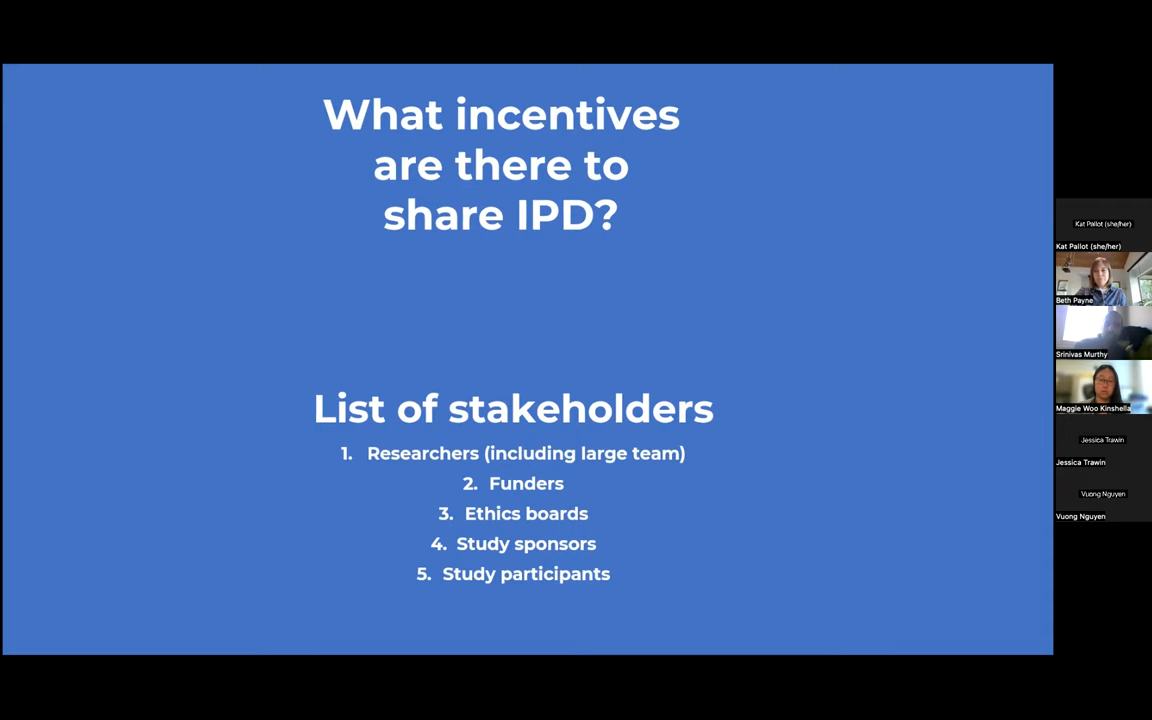 What incentives
are there to
share IPD?
List of stakeholders
1. Researchers (including large team)
2. Funders
3. Ethics boards
4. Study sponsors
5. Study participants
Kat Pallot (she/her)
Kat Pallot (she/her)
Beth Payne
Srinivas Murthy
Maggie Woo Kinshella
Jessica Trawin
Jessica Trawin
Vuong Nguyen
Vuong Nguyen